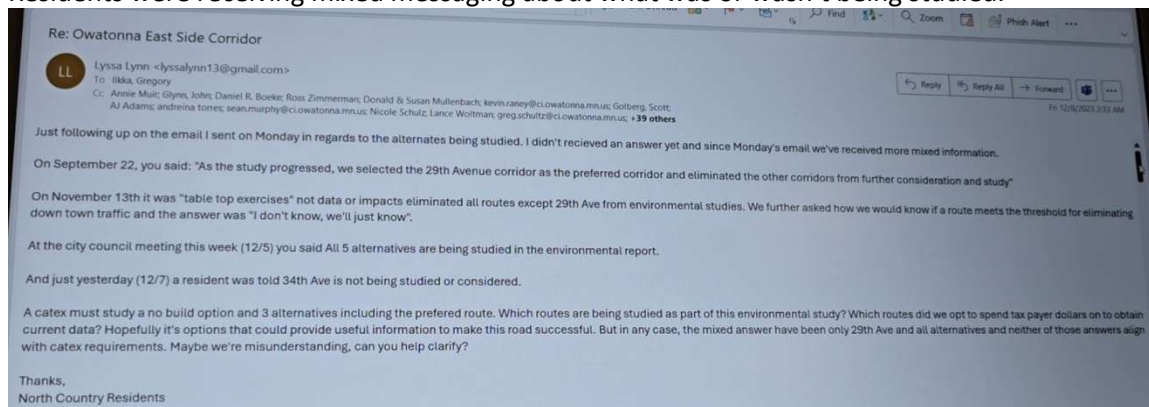 Residents were receiving mixed messaging about what was or wasn't being studied.
Find
Zoom
Phish Alert
Re: Owatonna East Side Corridor
LL
Lyssa Lynn <lyssalynn13@gmail.com>
To Ilkka, Gregory
Cc Annie Muir; Glynn, John; Daniel R. Boeke; Ross Zimmerman; Donald & Susan Mullenbach; kevin.raney@ci.owatonna.mn.us; Golberg, Scott;
AJ Adams; andreina torres; sean.murphy@ci.owatonna.mn.us; Nicole Schulz; Lance Woltman; greg.schultz@ci.owatonna.mn.us; +39 others
Reply
Reply All
Forward
Fri 12/8/2023 2:33 AM
Just following up on the email I sent on Monday in regards to the alternates being studied. I didn't recieved an answer yet and since Monday's email we've received more mixed information.
On September 22, you said: "As the study progressed, we selected the 29th Avenue corridor as the preferred corridor and eliminated the other corridors from further consideration and study"
On November 13th it was "table top exercises" not data or impacts eliminated all routes except 29th Ave from environmental studies. We further asked how we would know if a route meets the threshold for eliminating
down town traffic and the answer was "I don't know, we'll just know".
At the city council meeting this week (12/5) you said All 5 alternatives are being studied in the environmental report.
And just yesterday (12/7) a resident was told 34th Ave is not being studied or considered.
A catex must study a no build option and 3 alternatives including the prefered route. Which routes are being studied as part of this environmental study? Which routes did we opt to spend tax payer dollars on to obtain
current data? Hopefully it's options that could provide useful information to make this road successful. But in any case, the mixed answer have been only 29th Ave and all alternatives and neither of those answers align
with catex requirements. Maybe we're misunderstanding, can you help clarify?
Thanks,
North Country Residents